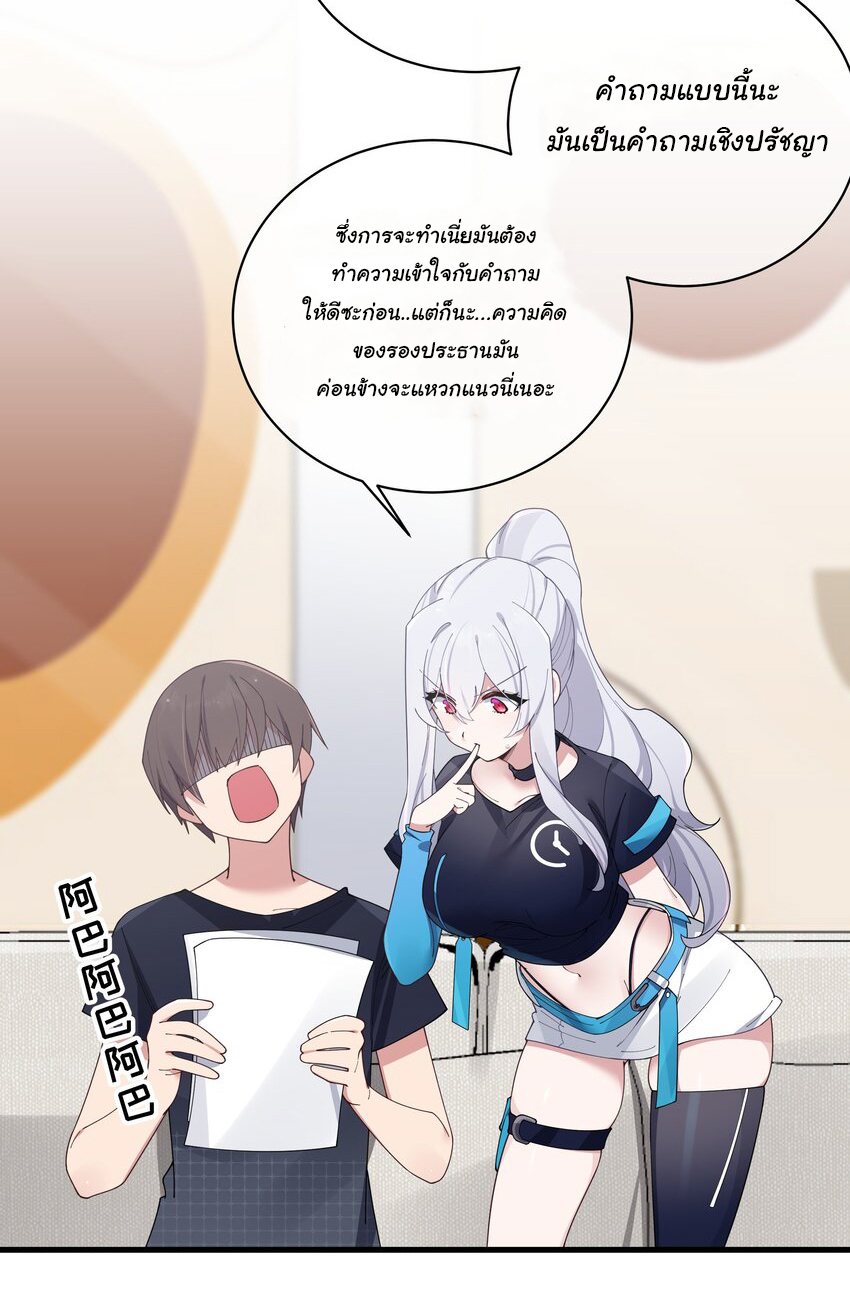 คำถามแบบนี้นะ
มันเป็นคำถามเชิงปรัชญา
ซึ่งการจะทำเนี่ยมันต้อง
ทำความเข้าใจกับคำถาม
ให้ดีซะก่อน..แต่ก็นะ...ความคิด
ของรองประธานมัน
ค่อนข้างจะแหวกแนวนี่เนอะ
阿巴阿巴阿巴